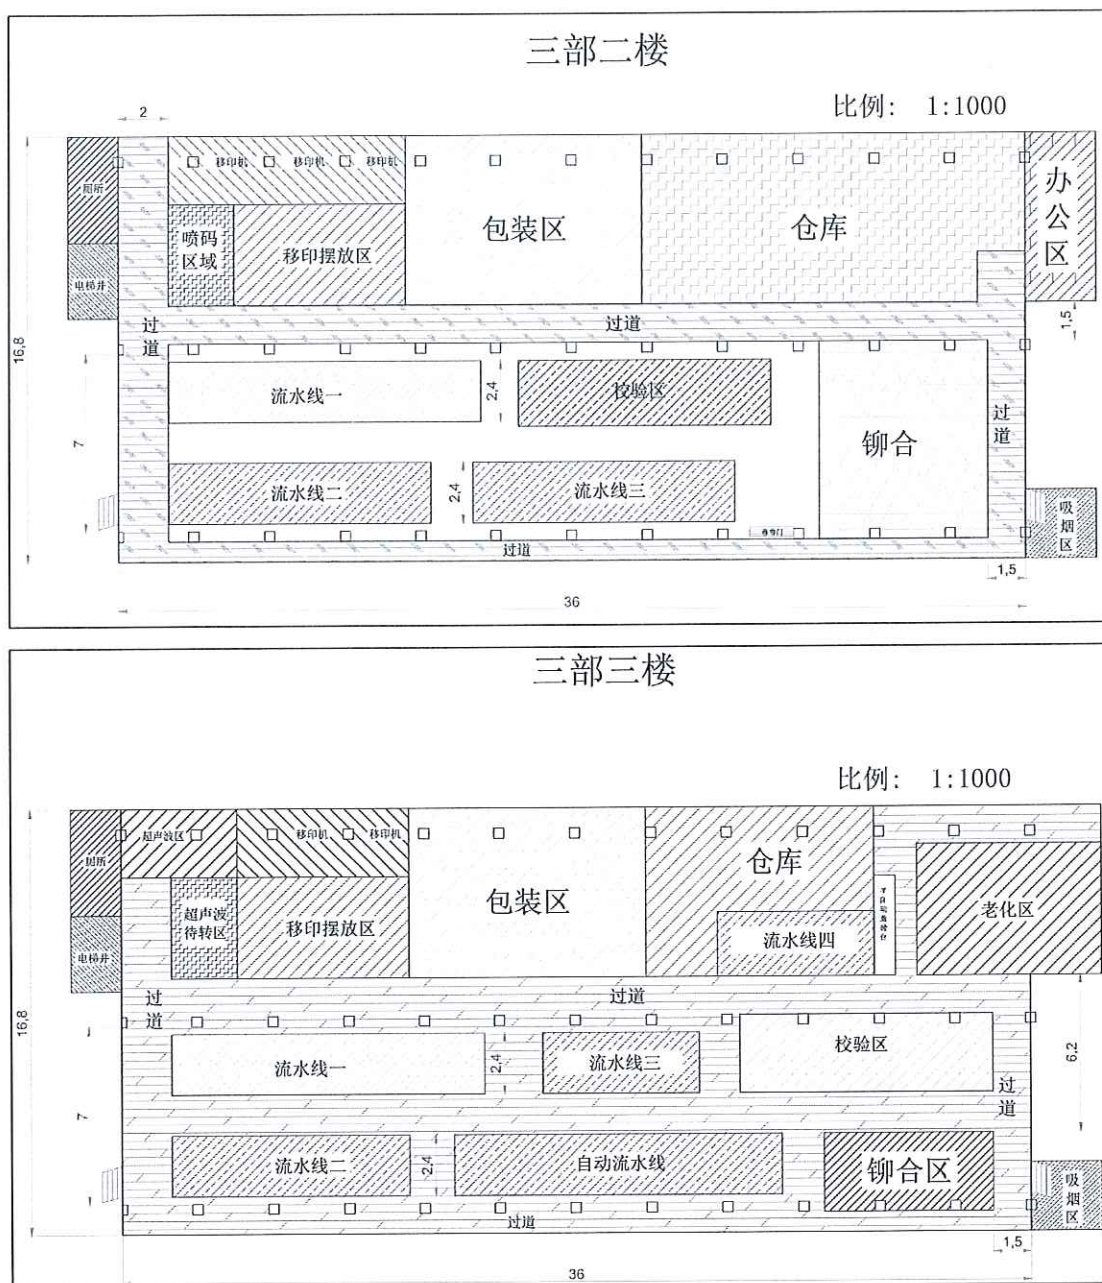 三部二楼
比例: 1:1000
2
厕所
移印机
移印机
移印机
包装区
仓库
办公区
喷码
区域
移印摆放区
电梯井
过道
过道
1,5
16,8
流水线一
2,4
校验区
铆合
过道
7
流水线二
2,4
流水线三
吸烟区
过道
1,5
36
三部三楼
比例: 1:1000
厕所
超声波区
移印机
移印机
包装区
仓库
老化区
超声波
待转区
移印摆放区
流水线四
电梯井
过道
过道
16,8
流水线一
2,4
流水线三
校验区
6,2
过道
7
流水线二
2,4
自动流水线
铆合区
吸烟区
过道
1,5
36